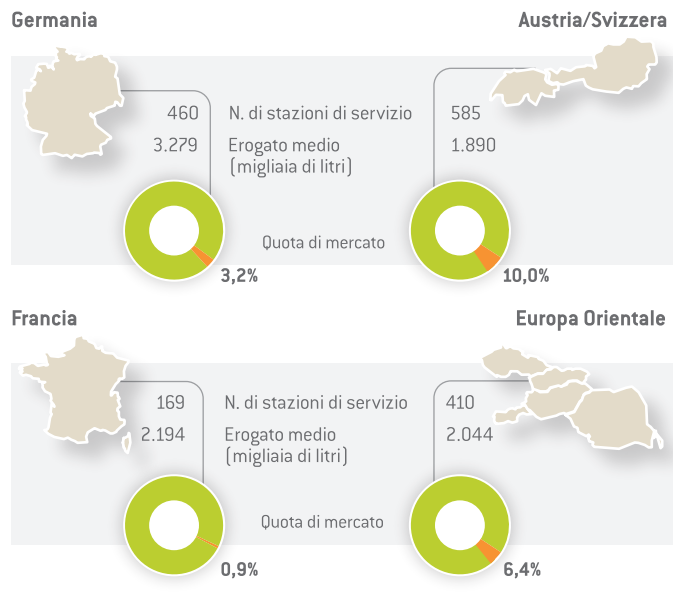 Germania
Austria/Svizzera
460 N. di stazioni di servizio 585
3.279 Erogato medio 1.890
(migliaia di litri)
Quota di mercato
3,2% 10,0%
Francia
Europa Orientale
169 N. di stazioni di servizio 410
2.194 Erogato medio 2.044
(migliaia di litri)
Quota di mercato
0,9% 6,4%